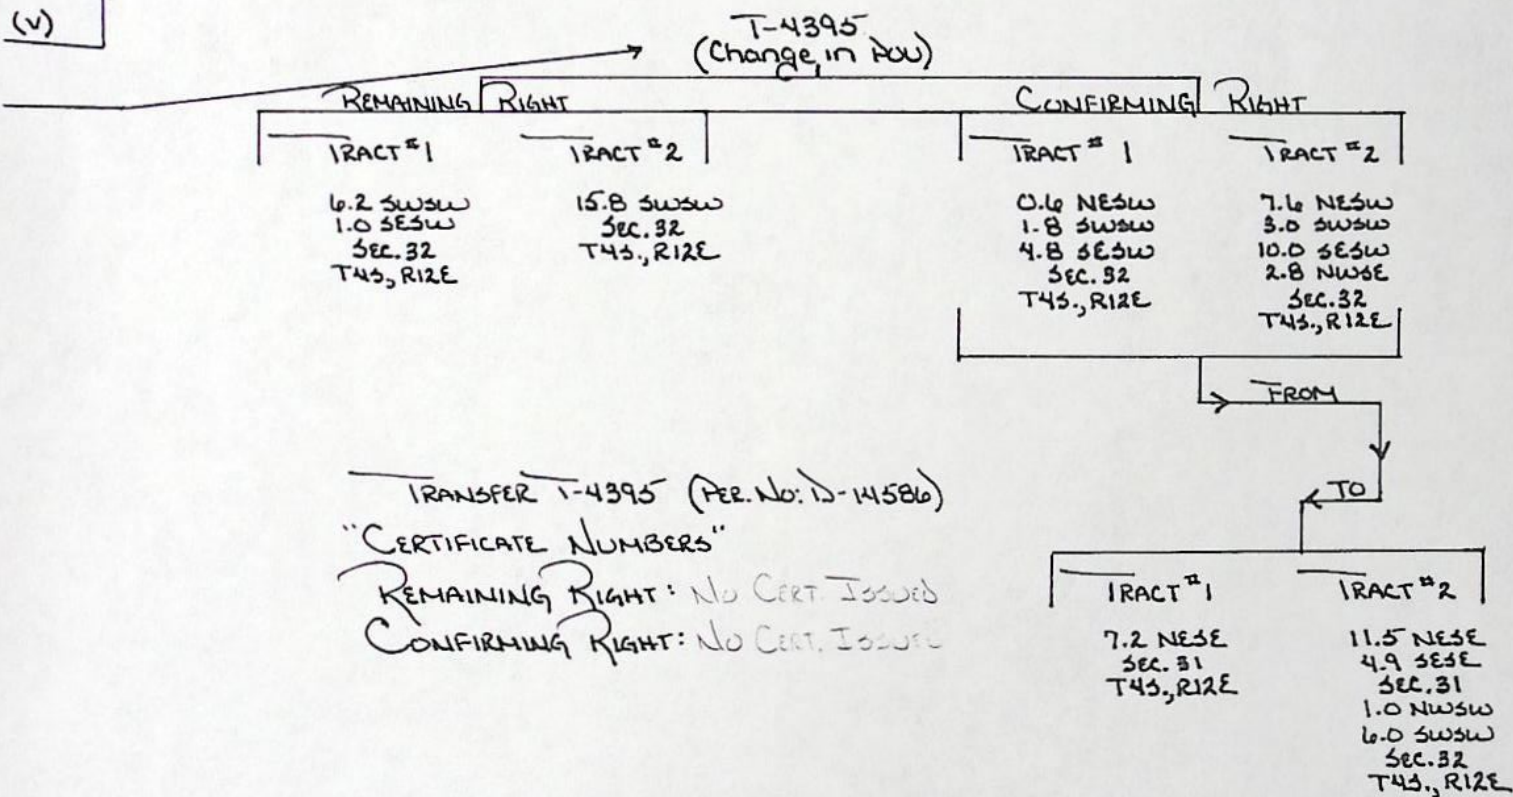 (V)
T-4395
(Change in POU)
REMAINING RIGHT
TRACT #1
6.2 SWSW
1.0 SESW
SEC. 32
T4S., R12E
TRACT #2
15.8 SWSW
SEC. 32
T4S., R12E
CONFIRMING RIGHT
TRACT # 1
0.6 NESW
1.8 SWSW
4.8 SESW
SEC. 32
T4S., R12E
TRACT #2
7.6 NESW
3.0 SWSW
10.0 SESW
2.8 NWSE
SEC. 32
T4S., R12E
FROM
TO
TRANSFER T-4395 (PER. No: D-14586)
"CERTIFICATE NUMBERS"
REMAINING RIGHT: No CERT. ISSUED
CONFIRMING RIGHT: No CERT. ISSUED
TRACT #1
7.2 NESE
SEC. 31
T4S., R12E
TRACT #2
11.5 NESE
4.9 SESE
SEC. 31
1.0 NWSW
6.0 SWSW
SEC. 32
T4S., R12E